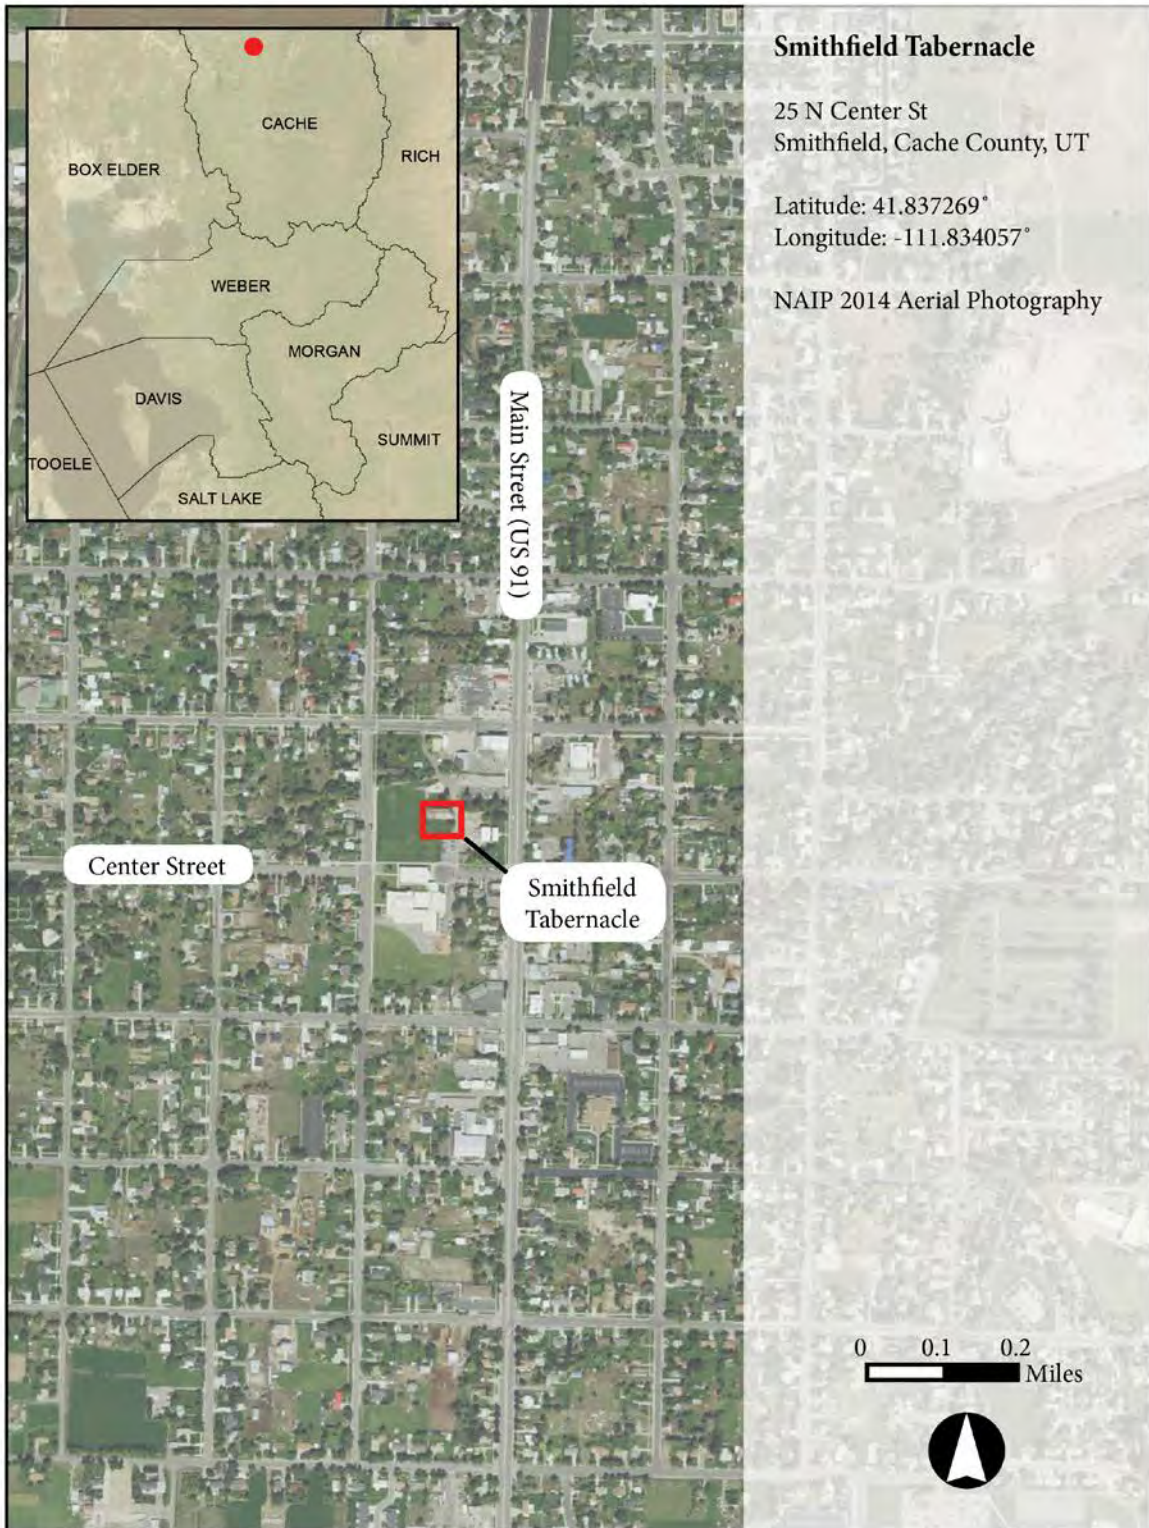 Smithfield Tabernacle
25 N Center St
Smithfield, Cache County, UT
Latitude: 41.837269°
Longitude: -111.834057°
NAIP 2014 Aerial Photography
CACHE
BOX ELDER
RICH
WEBER
MORGAN
DAVIS
SUMMIT
TOOELE
SALT LAKE
Main Street (US 91)
Center Street
Smithfield
Tabernacle
0 0.1 0.2
Miles